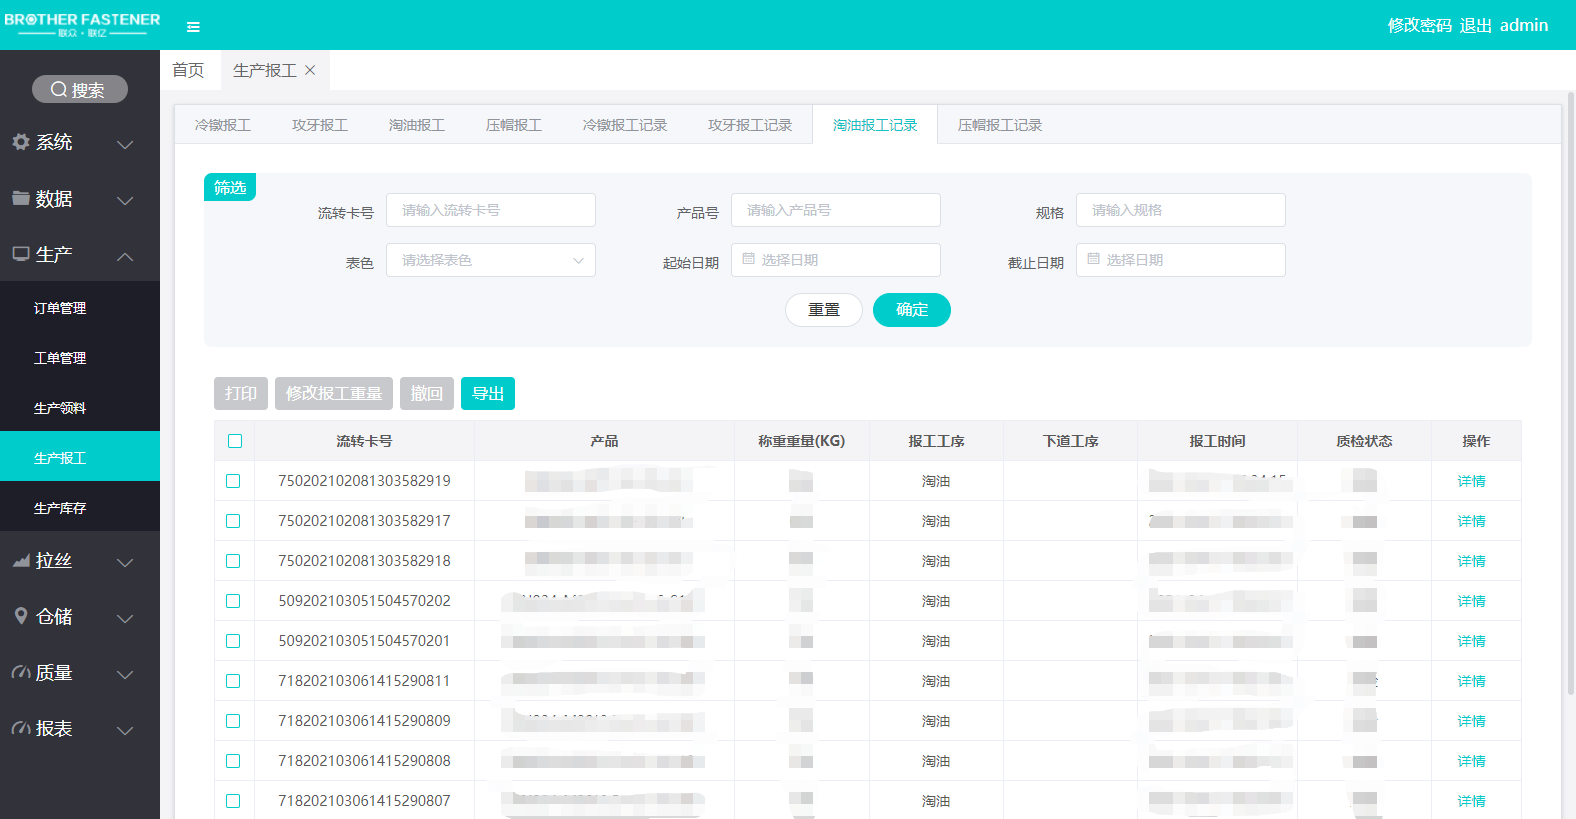 BROTHER FASTENER
联众·联亿
修改密码 退出 admin
搜索
系统
数据
生产
订单管理
工单管理
生产领料
生产报工
生产库存
拉丝
仓储
质量
报表
首页 生产报工
冷镦报工 攻牙报工 淘油报工 压帽报工 冷镦报工记录 攻牙报工记录 淘油报工记录 压帽报工记录
筛选
流转卡号 请输入流转卡号 产品号 请输入产品号 规格 请输入规格
表色 请选择表色 起始日期 选择日期 截止日期 选择日期
重置 确定
打印 修改报工重量 撤回 导出
流转卡号 产品 称重重量(KG) 报工工序 下道工序 报工时间 质检状态 操作
750202102081303582919 淘油 详情
750202102081303582917 淘油 详情
750202102081303582918 淘油 详情
509202103051504570202 淘油 详情
509202103051504570201 淘油 详情
718202103061415290811 淘油 详情
718202103061415290809 淘油 详情
718202103061415290808 淘油 详情
718202103061415290807 淘油 详情